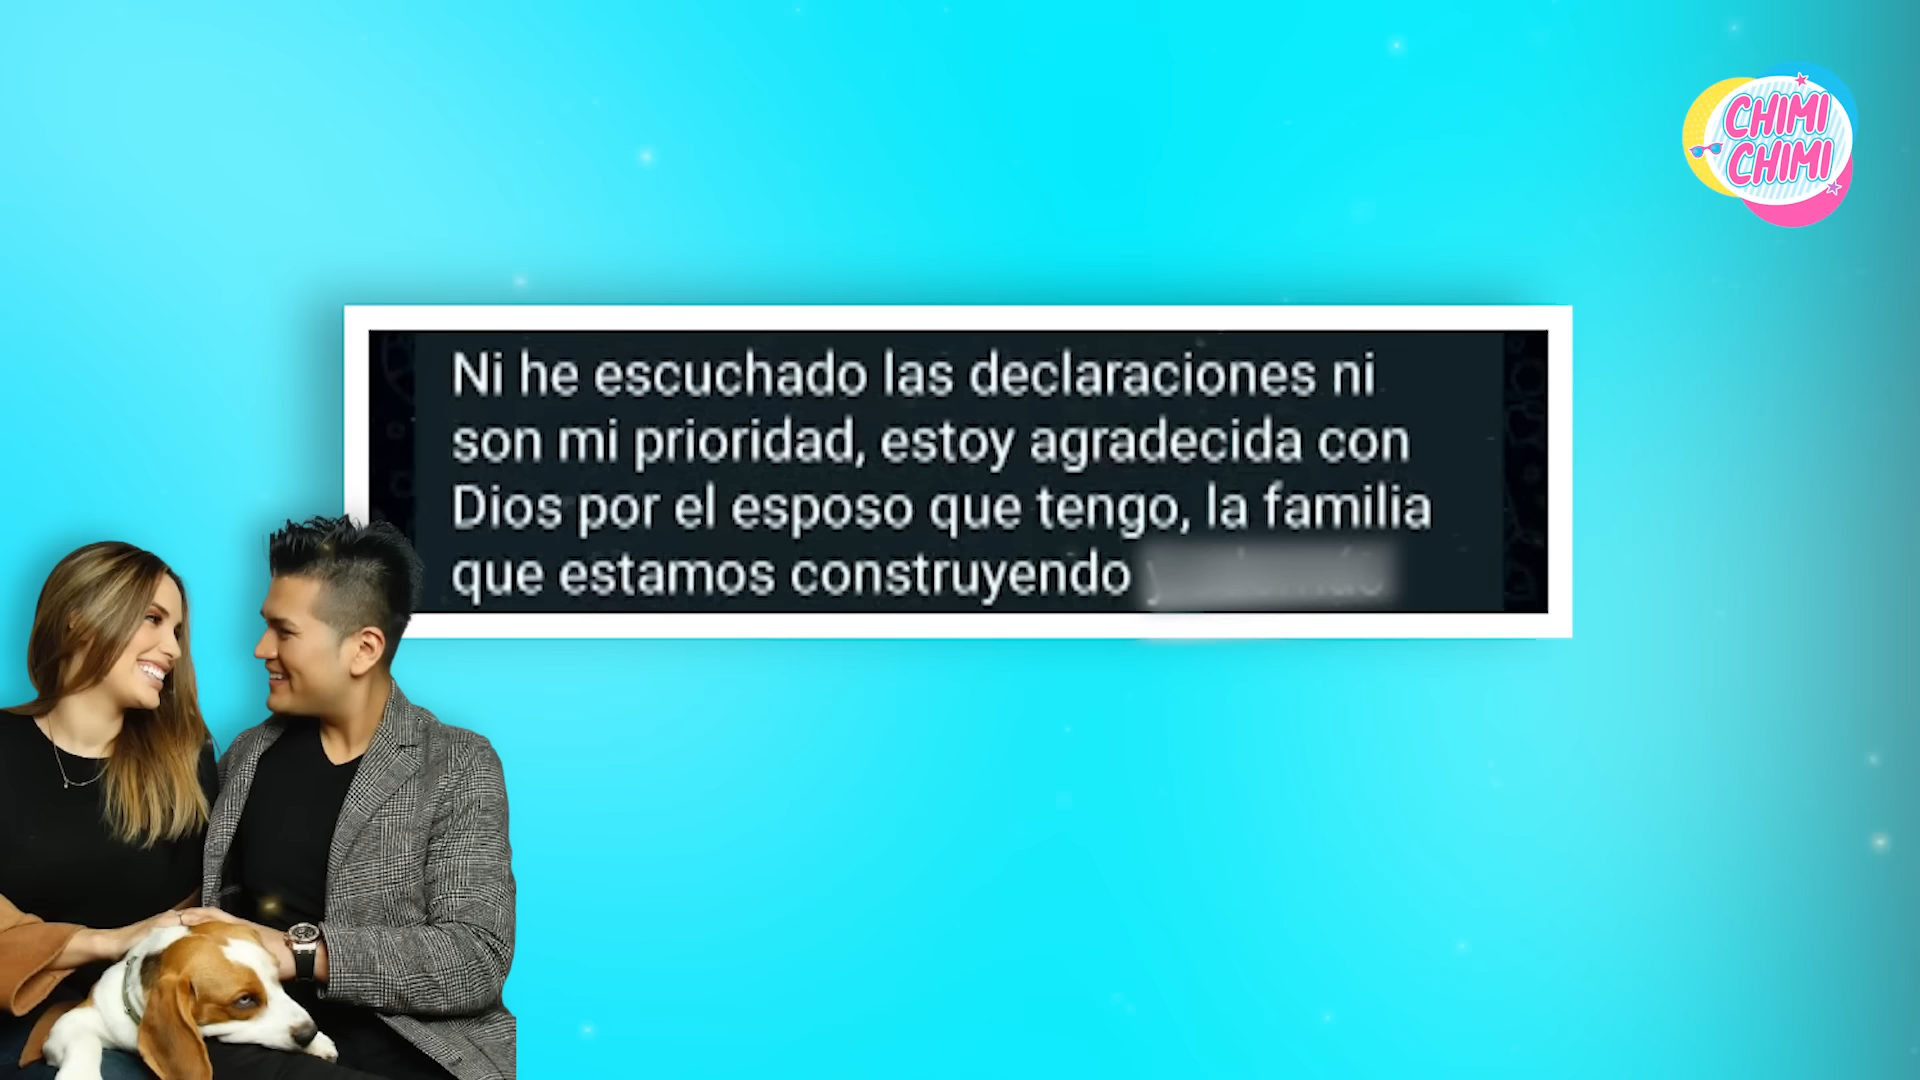 CHIMI
CHIMI
Ni he escuchado las declaraciones ni
son mi prioridad, estoy agradecida con
Dios por el esposo que tengo, la familia
que estamos construyendo